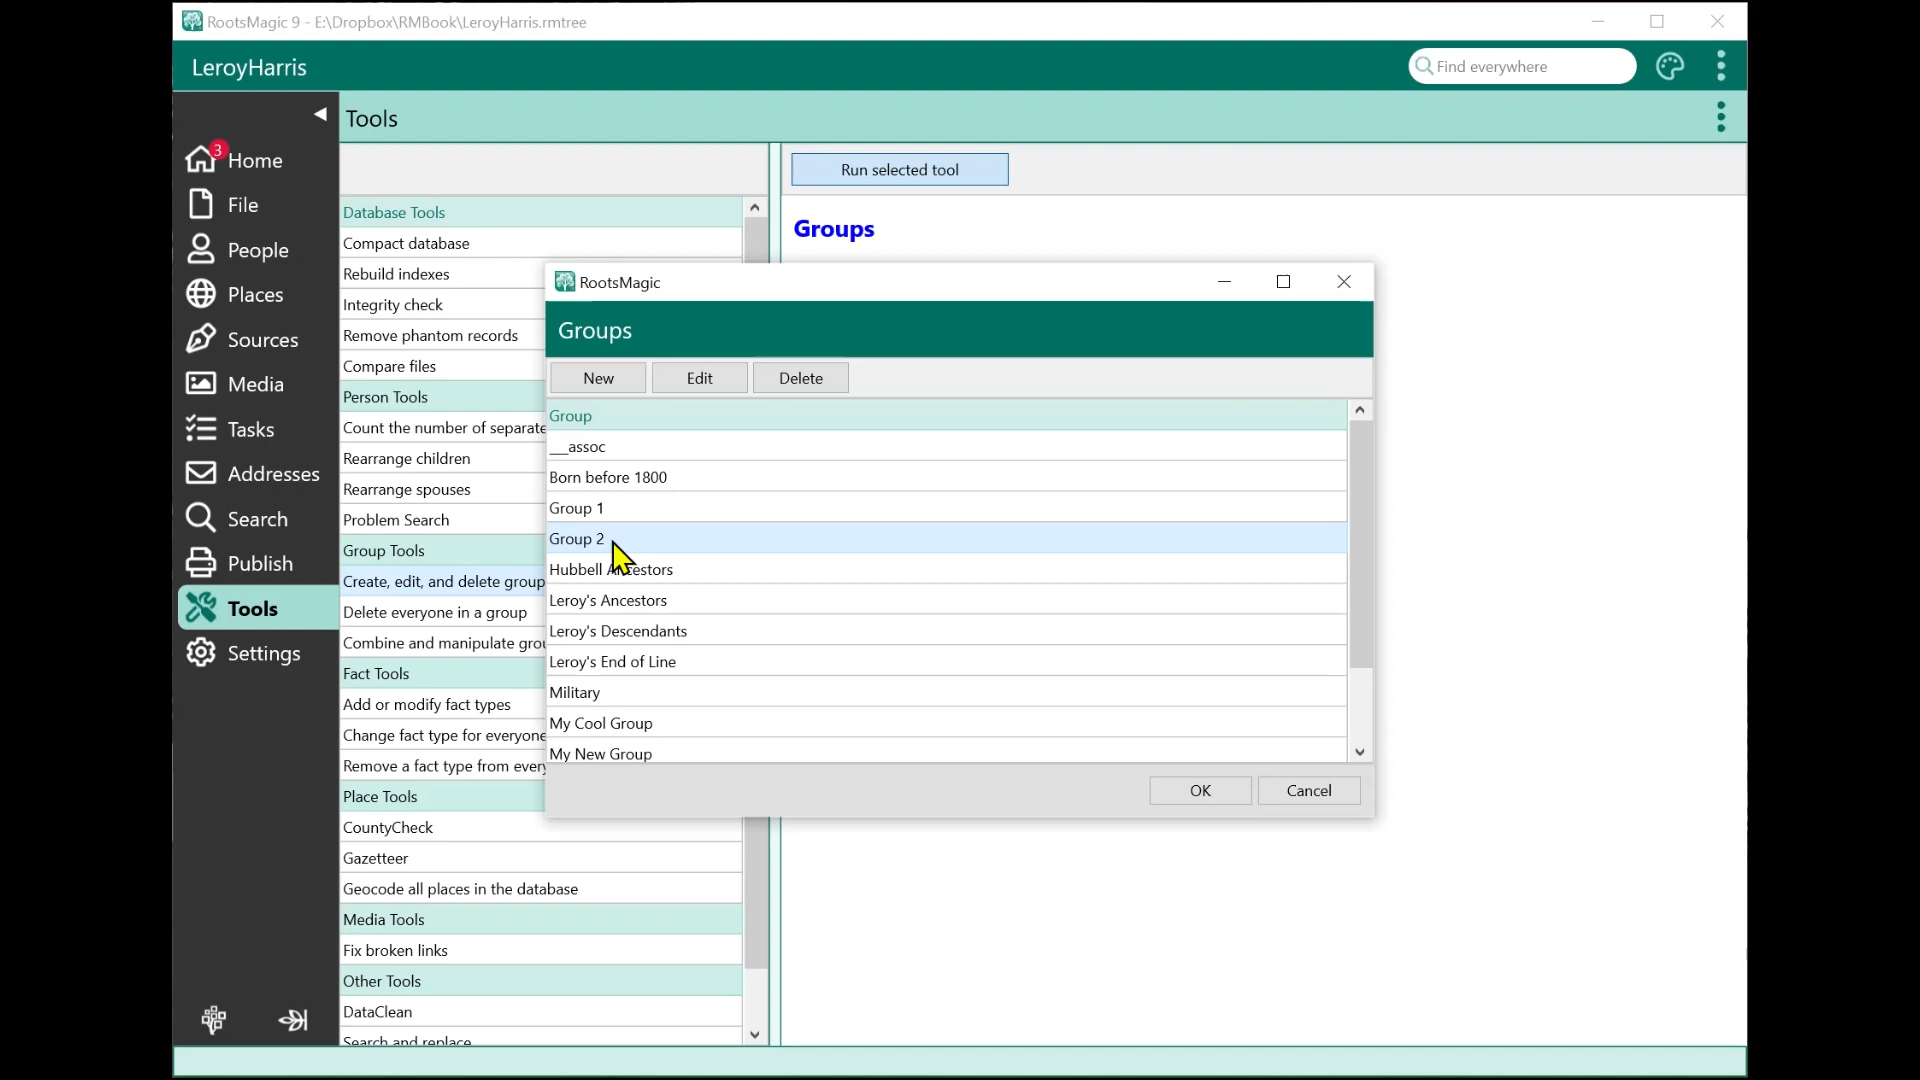 RootsMagic 9 - E:\Dropbox\RMBook\LeroyHarris.rmtree
LeroyHarris
Find everywhere
Tools
3
Home
File
People
Places
Sources
Media
Tasks
Addresses
Search
Publish
Tools
Settings
Database Tools
Compact database
Rebuild indexes
Integrity check
Remove phantom records
Compare files
Person Tools
Count the number of separate
Rearrange children
Rearrange spouses
Problem Search
Group Tools
Create, edit, and delete group
Delete everyone in a group
Combine and manipulate grou
Fact Tools
Add or modify fact types
Change fact type for everyone
Remove a fact type from every
Place Tools
CountyCheck
Gazetteer
Geocode all places in the database
Media Tools
Fix broken links
Other Tools
DataClean
Search and replace
Run selected tool
Groups
RootsMagic
Groups
New Edit Delete
Group
__assoc
Born before 1800
Group 1
Group 2
Hubbell Ancestors
Leroy's Ancestors
Leroy's Descendants
Leroy's End of Line
Military
My Cool Group
My New Group
OK Cancel